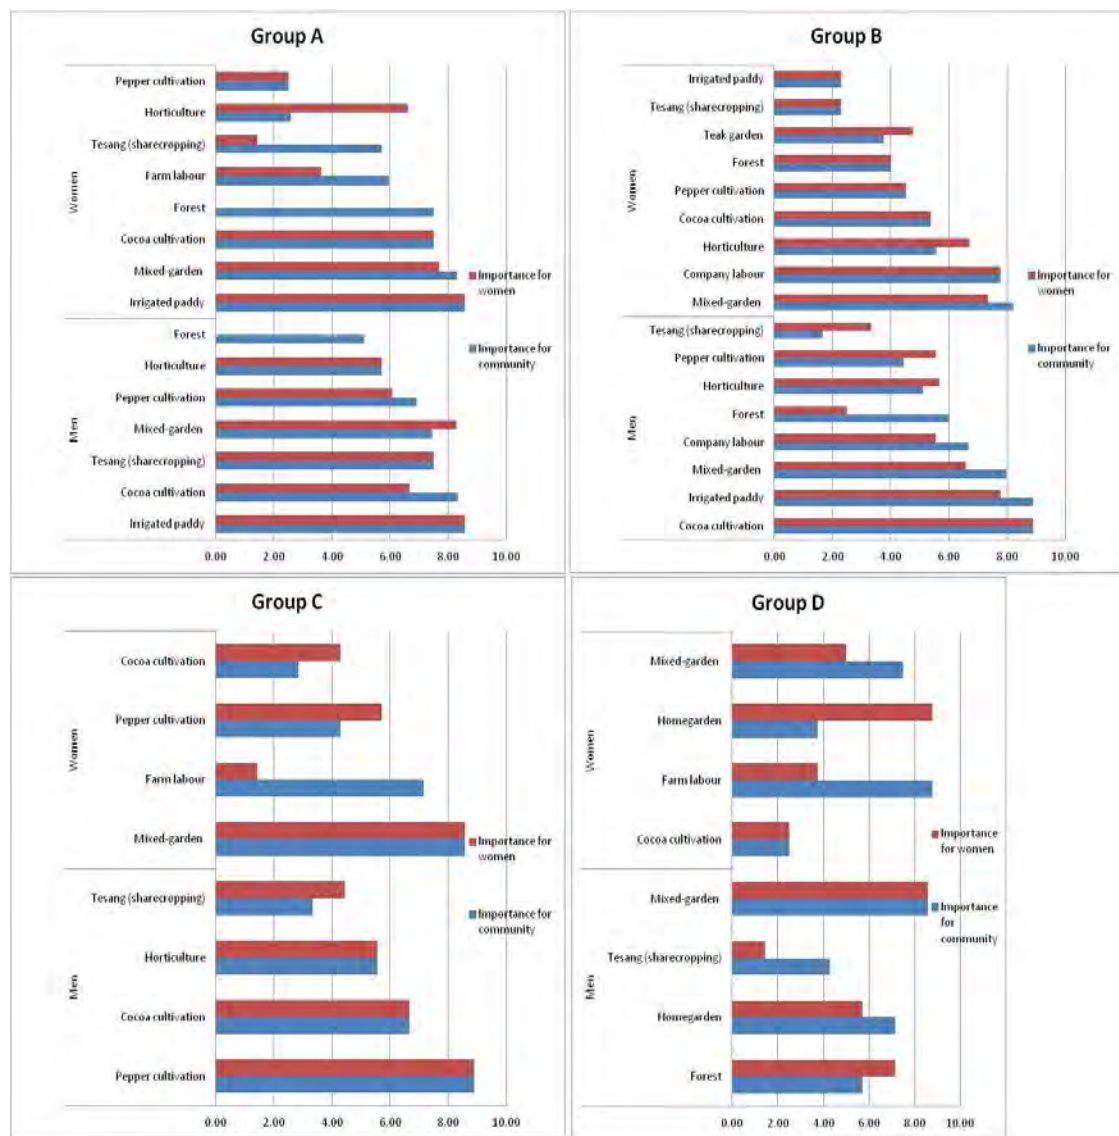 Group A
Women
Pepper cultivation
Horticulture
Tesang (sharecropping)
Farm labour
Forest
Cocoa cultivation
Mixed-garden
Irrigated paddy
Men
Forest
Horticulture
Pepper cultivation
Mixed-garden
Tesang (sharecropping)
Cocoa cultivation
Irrigated paddy
Importance for
women
Importance for
community
0.00 2.00 4.00 6.00 8.00 10.00
Group B
Women
Irrigated paddy
Tesang (sharecropping)
Teak garden
Forest
Pepper cultivation
Cocoa cultivation
Horticulture
Company labour
Mixed-garden
Men
Tesang (sharecropping)
Pepper cultivation
Horticulture
Forest
Company labour
Mixed-garden
Irrigated paddy
Cocoa cultivation
Importance for
women
Importance for
community
0.00 2.00 4.00 6.00 8.00 10.00
Group C
Women
Cocoa cultivation
Pepper cultivation
Farm labour
Mixed-garden
Men
Tesang (sharecropping)
Horticulture
Cocoa cultivation
Pepper cultivation
Importance for
women
Importance for
community
0.00 2.00 4.00 6.00 8.00 10.00
Group D
Women
Mixed-garden
Homegarden
Farm labour
Cocoa cultivation
Men
Mixed-garden
Tesang (sharecropping)
Homegarden
Forest
Importance
for women
Importance
for
community
0.00 2.00 4.00 6.00 8.00 10.00